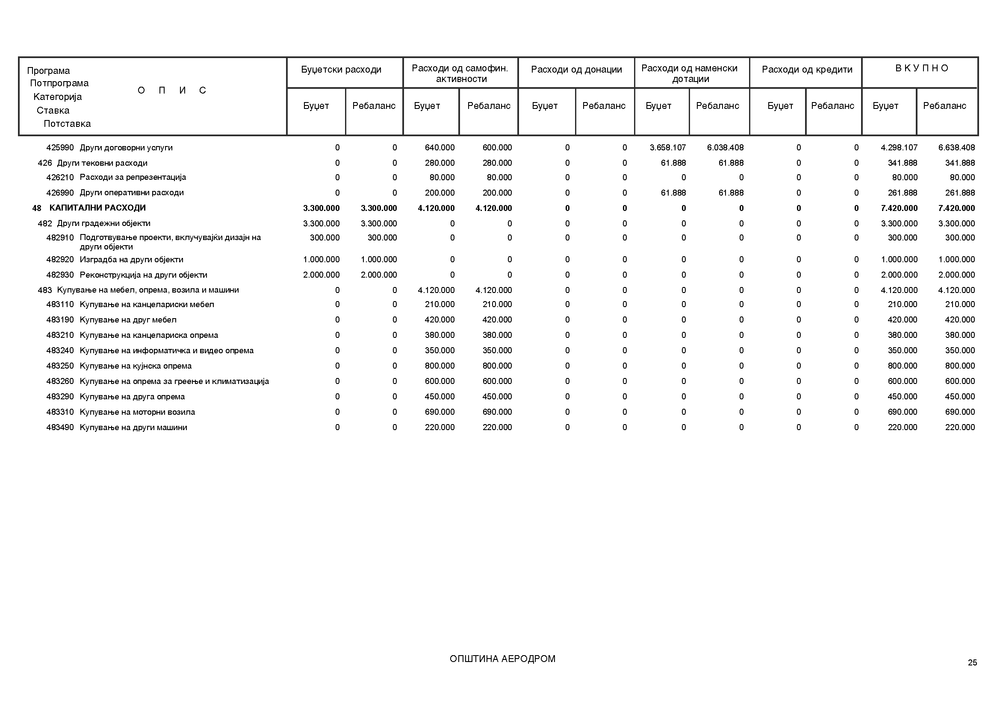 Програма
Потпрограма
Категорија
Ставка
Потставка
О П И С
Буџетски расходи
Расходи од самофин. активности
Расходи од донации
Расходи од наменски дотации
Расходи од кредити
В К У П Н О
Буџет Ребаланс Буџет Ребаланс Буџет Ребаланс Буџет Ребаланс Буџет Ребаланс Буџет Ребаланс
425990 Други договорни услуги 0 0 640.000 600.000 0 0 3.658.107 6.038.408 0 0 4.298.107 6.638.408
426 Други тековни расходи 0 0 280.000 280.000 0 0 61.888 61.888 0 0 341.888 341.888
426210 Расходи за репрезентација 0 0 80.000 80.000 0 0 0 0 0 0 80.000 80.000
426990 Други оперативни расходи 0 0 200.000 200.000 0 0 61.888 61.888 0 0 261.888 261.888
48 КАПИТАЛНИ РАСХОДИ 3.300.000 3.300.000 4.120.000 4.120.000 0 0 0 0 0 0 7.420.000 7.420.000
482 Други градежни објекти 3.300.000 3.300.000 0 0 0 0 0 0 0 0 3.300.000 3.300.000
482910 Подготвување проекти, вклучувајќи дизајн на 300.000 300.000 0 0 0 0 0 0 0 0 300.000 300.000
други објекти
482920 Изградба на други објекти 1.000.000 1.000.000 0 0 0 0 0 0 0 0 1.000.000 1.000.000
482930 Реконструкција на други објекти 2.000.000 2.000.000 0 0 0 0 0 0 0 0 2.000.000 2.000.000
483 Купување на мебел, опрема, возила и машини 0 0 4.120.000 4.120.000 0 0 0 0 0 0 4.120.000 4.120.000
483110 Купување на канцелариски мебел 0 0 210.000 210.000 0 0 0 0 0 0 210.000 210.000
483190 Купување на друг мебел 0 0 420.000 420.000 0 0 0 0 0 0 420.000 420.000
483210 Купување на канцелариска опрема 0 0 380.000 380.000 0 0 0 0 0 0 380.000 380.000
483240 Купување на информатичка и видео опрема 0 0 350.000 350.000 0 0 0 0 0 0 350.000 350.000
483250 Купување на кујнска опрема 0 0 800.000 800.000 0 0 0 0 0 0 800.000 800.000
483260 Купување на опрема за греење и климатизација 0 0 600.000 600.000 0 0 0 0 0 0 600.000 600.000
483290 Купување на друга опрема 0 0 450.000 450.000 0 0 0 0 0 0 450.000 450.000
483310 Купување на моторни возила 0 0 690.000 690.000 0 0 0 0 0 0 690.000 690.000
483490 Купување на други машини 0 0 220.000 220.000 0 0 0 0 0 0 220.000 220.000
ОПШТИНА АЕРОДРОМ
25